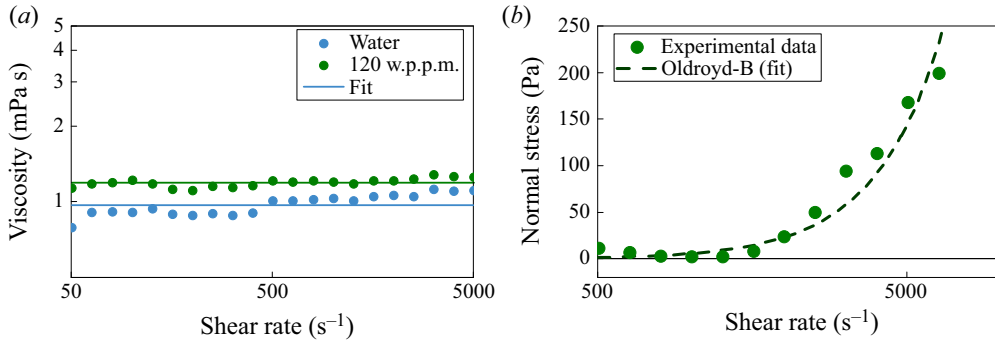 (a)
5
4
3
2
1
Viscosity (mPa s)
Water
120 w.p.p.m.
Fit
50
500
5000
Shear rate (s⁻¹)
(b)
250
200
150
100
50
0
Normal stress (Pa)
Experimental data
Oldroyd-B (fit)
500
5000
Shear rate (s⁻¹)